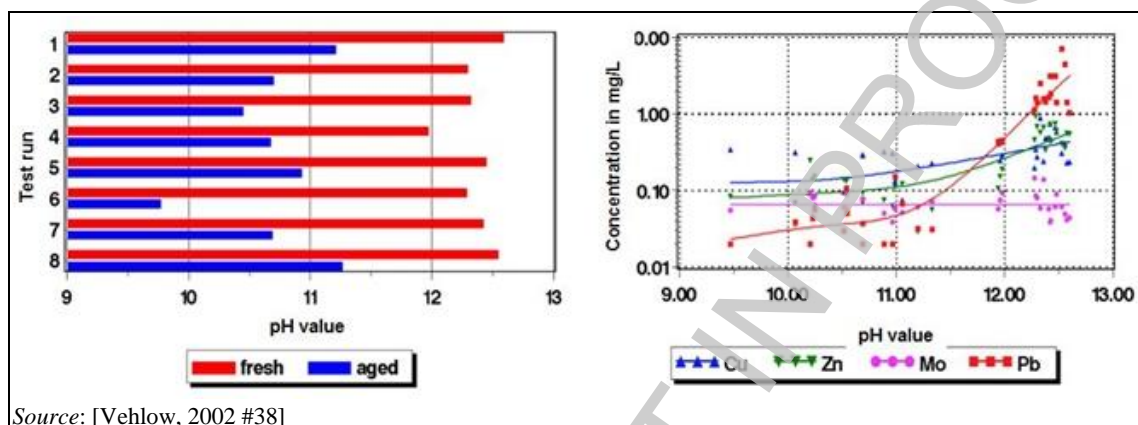 Test run
1
2
3
4
5
6
7
8
9 10 11 12 13
pH value
fresh aged
Concentration in mg/L
0.00
1.00
0.10
0.01
9.00 10.00 11.00 12.00 13.00
pH value
Cu Zn Mo Pb
Source: [Vehlow, 2002 #38]
T IN PRO